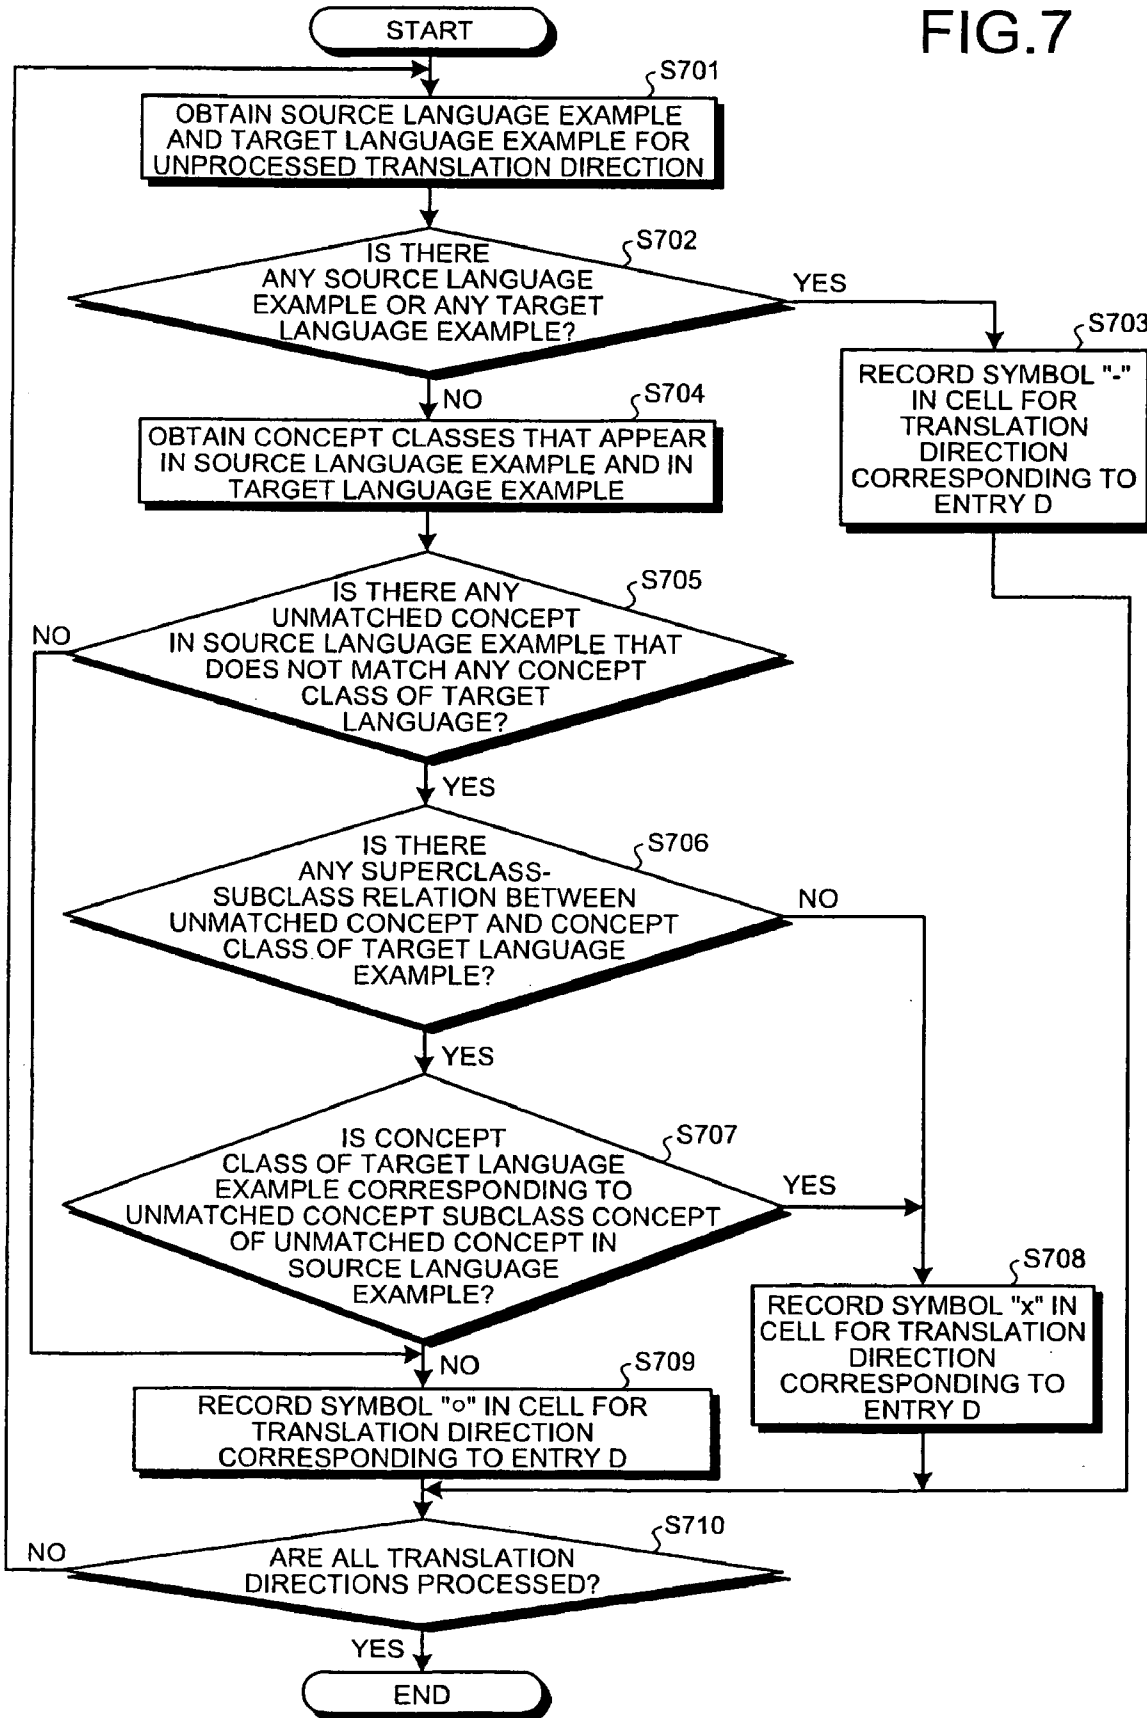 FIG.7
START
S701
OBTAIN SOURCE LANGUAGE EXAMPLE
AND TARGET LANGUAGE EXAMPLE FOR
UNPROCESSED TRANSLATION DIRECTION
S702
IS THERE
ANY SOURCE LANGUAGE
EXAMPLE OR ANY TARGET
LANGUAGE EXAMPLE?
YES
S703
RECORD SYMBOL "-"
IN CELL FOR
TRANSLATION
DIRECTION
CORRESPONDING TO
ENTRY D
NO
S704
OBTAIN CONCEPT CLASSES THAT APPEAR
IN SOURCE LANGUAGE EXAMPLE AND IN
TARGET LANGUAGE EXAMPLE
S705
IS THERE ANY
UNMATCHED CONCEPT
IN SOURCE LANGUAGE EXAMPLE THAT
DOES NOT MATCH ANY CONCEPT
CLASS OF TARGET
LANGUAGE?
NO
YES
S706
IS THERE
ANY SUPERCLASS-
SUBCLASS RELATION BETWEEN
UNMATCHED CONCEPT AND CONCEPT
CLASS OF TARGET LANGUAGE
EXAMPLE?
NO
YES
S707
IS CONCEPT
CLASS OF TARGET LANGUAGE
EXAMPLE CORRESPONDING TO
UNMATCHED CONCEPT SUBCLASS CONCEPT
OF UNMATCHED CONCEPT IN
SOURCE LANGUAGE
EXAMPLE?
YES
S708
RECORD SYMBOL "x" IN
CELL FOR TRANSLATION
DIRECTION
CORRESPONDING TO
ENTRY D
NO
S709
RECORD SYMBOL "○" IN CELL FOR
TRANSLATION DIRECTION
CORRESPONDING TO ENTRY D
S710
ARE ALL TRANSLATION
DIRECTIONS PROCESSED?
NO
YES
END